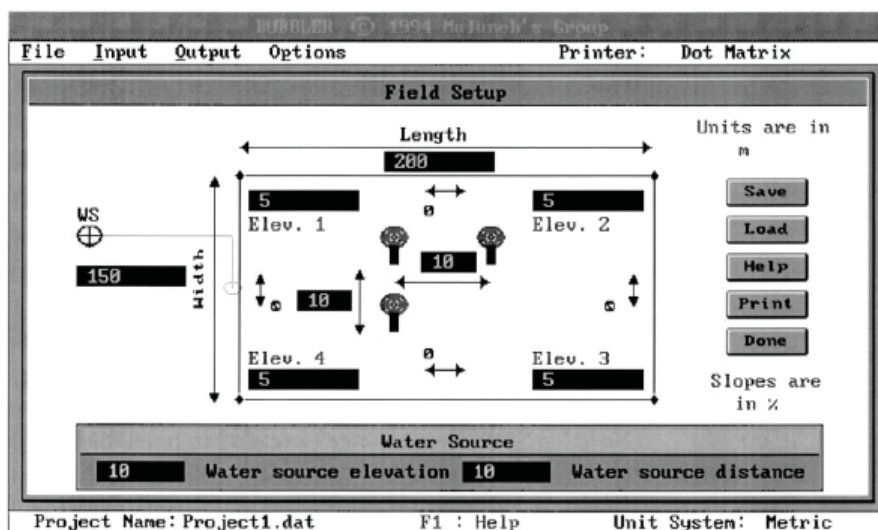 BUBBLER © 1994 Muluneh's Group
File Input Output Options Printer: Dot Matrix
Field Setup
Length
200
Units are in
m
5 5
0
Elev. 1 Elev. 2
WS
150
Width
10
0 10 0
0
Elev. 4 Elev. 3
5 5
Save
Load
Help
Print
Done
Slopes are
in %
Water Source
10 Water source elevation 10 Water source distance
Project Name: Project1.dat F1 : Help Unit System: Metric